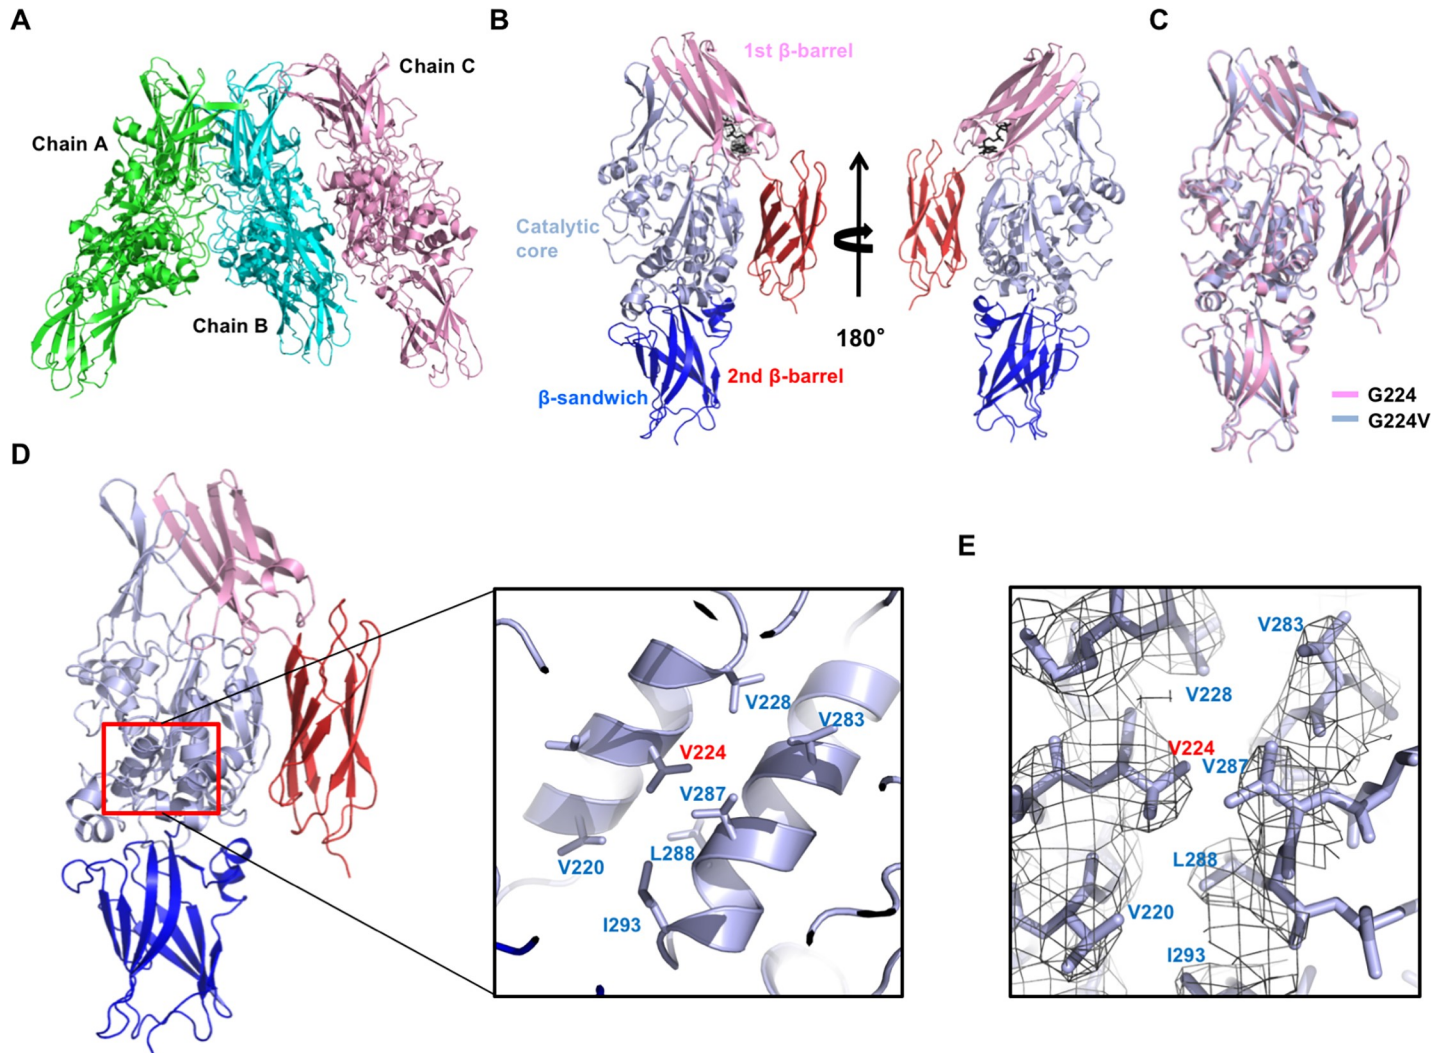 A
Chain A
Chain B
Chain C
B
1st β-barrel
Catalytic
core
β-sandwich
2nd β-barrel
180°
C
G224
G224V
D
V228
V283
V224
V287
V220
L288
I293
E
V283
V228
V224
V287
L288
V220
I293